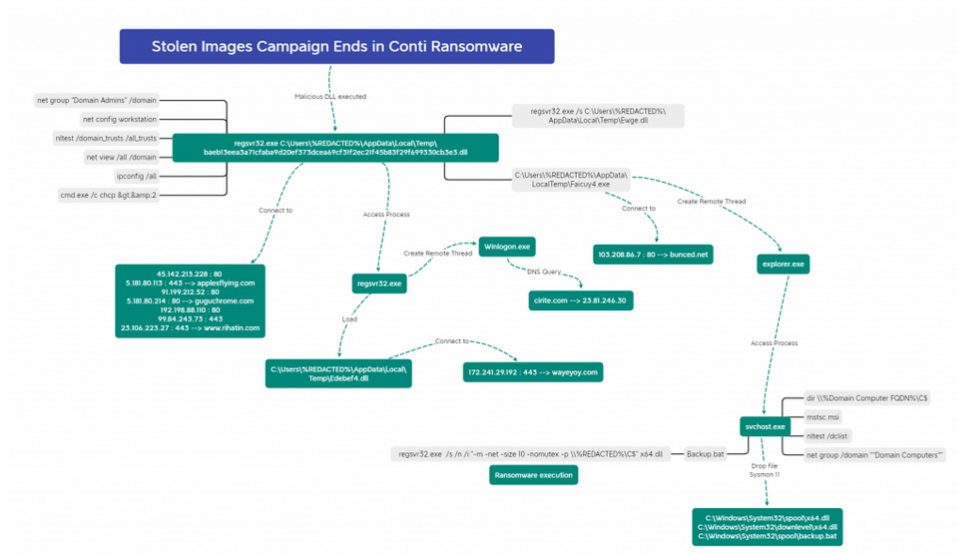 Stolen Images Campaign Ends in Conti Ransomware
Malicious DLL executed
net group "Domain Admins" /domain
net config workstation
nltest /domain_trusts /all_trusts
net view /all /domain
ipconfig /all
cmd.exe /c chcp &gt;&amp;2
regsvr32.exe C:\Users\%REDACTED%\AppData\Local\Temp\
baeb13eea3a71cfaba9d20ef373dcea69cf31f2ec21f45b83f29f699330cb3e3.dll
regsvr32.exe /s C:\Users\%REDACTED%\
AppData\Local\Temp\Ewge.dll
C:\Users\%REDACTED%\AppData\
LocalTemp\Faicuy4.exe
Connect to
Access Process
Connect to
Create Remote Thread
45.142.213.228 : 80
5.181.80.113 : 443 --> applesflying.com
91.199.212.52 : 80
5.181.80.214 : 80 --> guguchrome.com
192.198.88.110 : 80
99.84.243.73 : 443
23.106.223.27 : 443 --> www.rihatin.com
regsvr32.exe
Create Remote Thread
Winlogon.exe
DNS Query
cirite.com --> 23.81.246.30
103.208.86.7 : 80 --> bunced.net
explorer.exe
Load
C:\Users\%REDACTED%\AppData\Local\
Temp\Edebef4.dll
Connect to
172.241.29.192 : 443 --> wayeyoy.com
Access Process
svchost.exe
dir \\%Domain Computer FQDN%\C$
mstsc.msi
nltest /dclist
net group /domain ""Domain Computers""
regsvr32.exe /s /n /i:"-m -net -size 10 -nomutex -p \\%REDACTED%\C$" x64.dll
Backup.bat
Ransomware execution
Drop file
Sysmon 11
C:\Windows\System32\spool\x64.dll
C:\Windows\System32\downlevel\x64.dll
C:\Windows\System32\spool\backup.bat